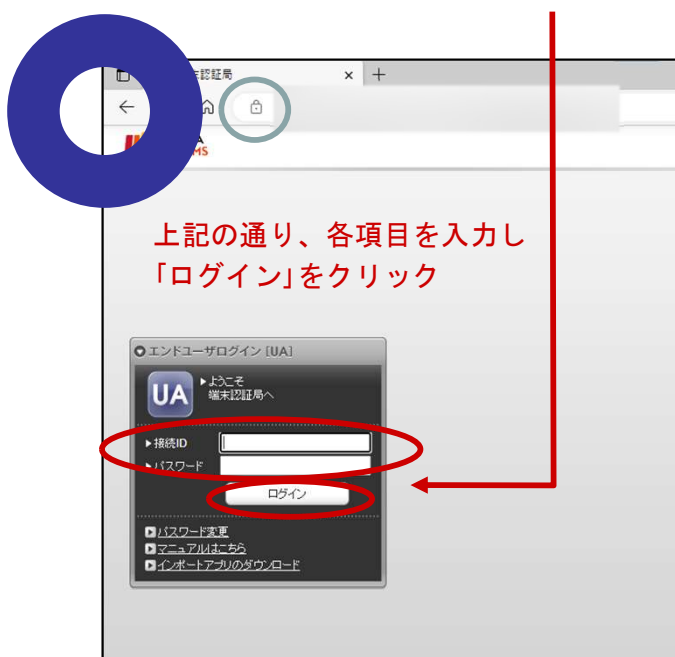 認証局
上記の通り、各項目を入力し
「ログイン」をクリック
エンドユーザログイン [UA]
UA
ようこそ
端末認証局へ
接続ID
パスワード
ログイン
パスワード変更
マニュアルはこちら
インポートアプリのダウンロード